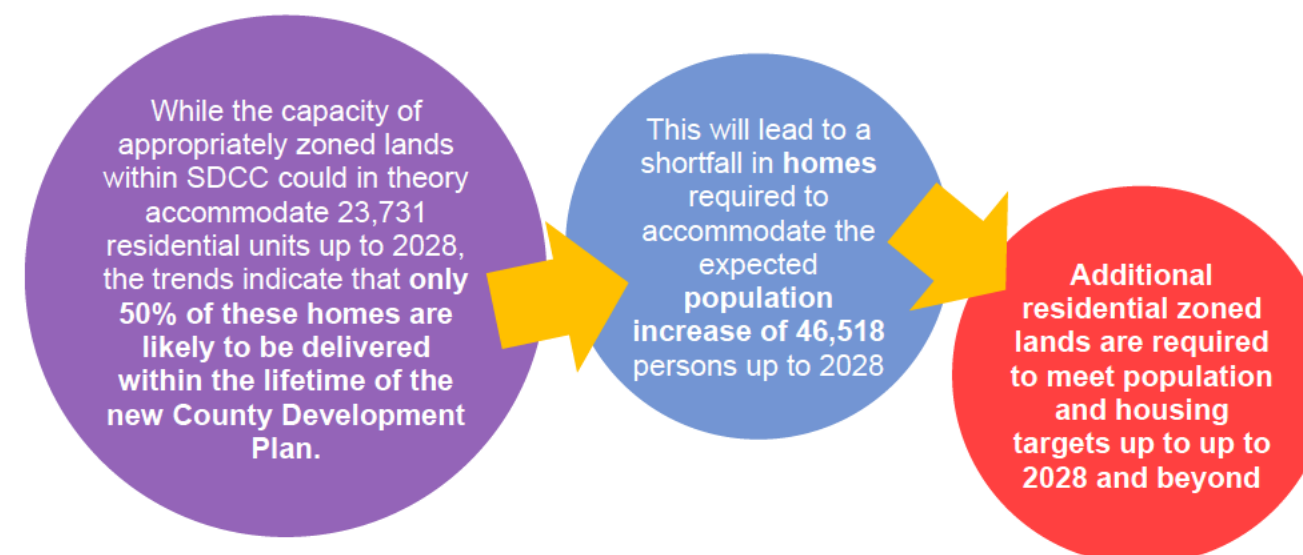 While the capacity of
appropriately zoned lands
within SDCC could in theory
accommodate 23,731
residential units up to 2028,
the trends indicate that only
50% of these homes are
likely to be delivered
within the lifetime of the
new County Development
Plan.
This will lead to a
shortfall in homes
required to
accommodate the
expected
population
increase of 46,518
persons up to 2028
Additional
residential zoned
lands are required
to meet population
and housing
targets up to up to
2028 and beyond